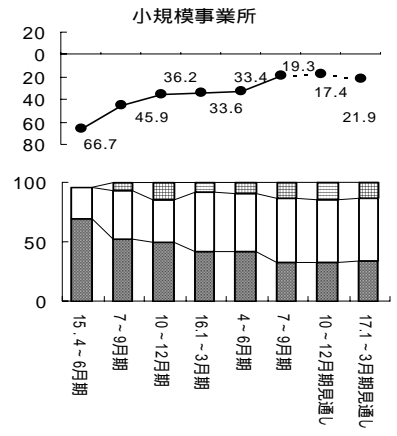 小規模事業所
20
0
20
40
60
80
66.7
45.9
36.2
33.6
33.4
19.3
17.4
21.9
100
50
0
15.4~6月期
7~9月期
10~12月期
16.1~3月期
4~6月期
7~9月期
10~12月期見通し
17.1~3月期見通し